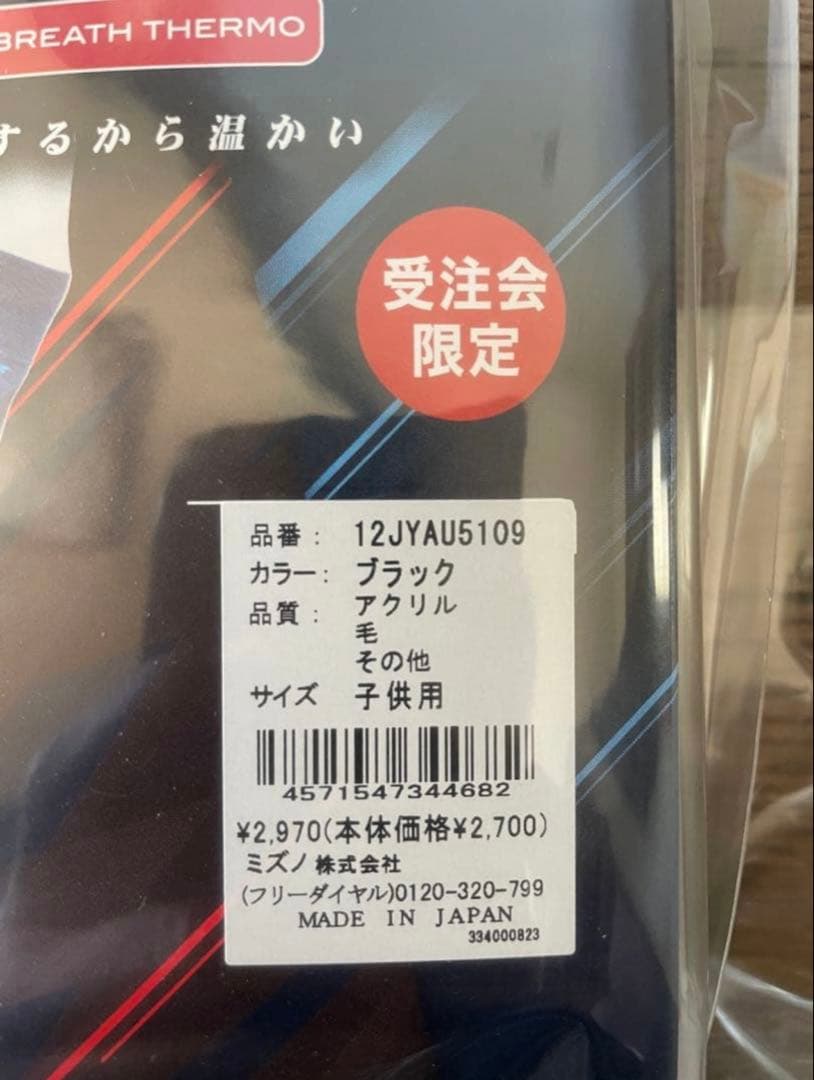 BREATH THERMO
するから温かい
受注会
限定
品番： 12JYAU5109
カラー： ブラック
品質： アクリル
毛
その他
サイズ 子供用
4571547344682
¥2,970(本体価格¥2,700)
ミズノ株式会社
(フリーダイヤル)0120-320-799
MADE IN JAPAN
334000823